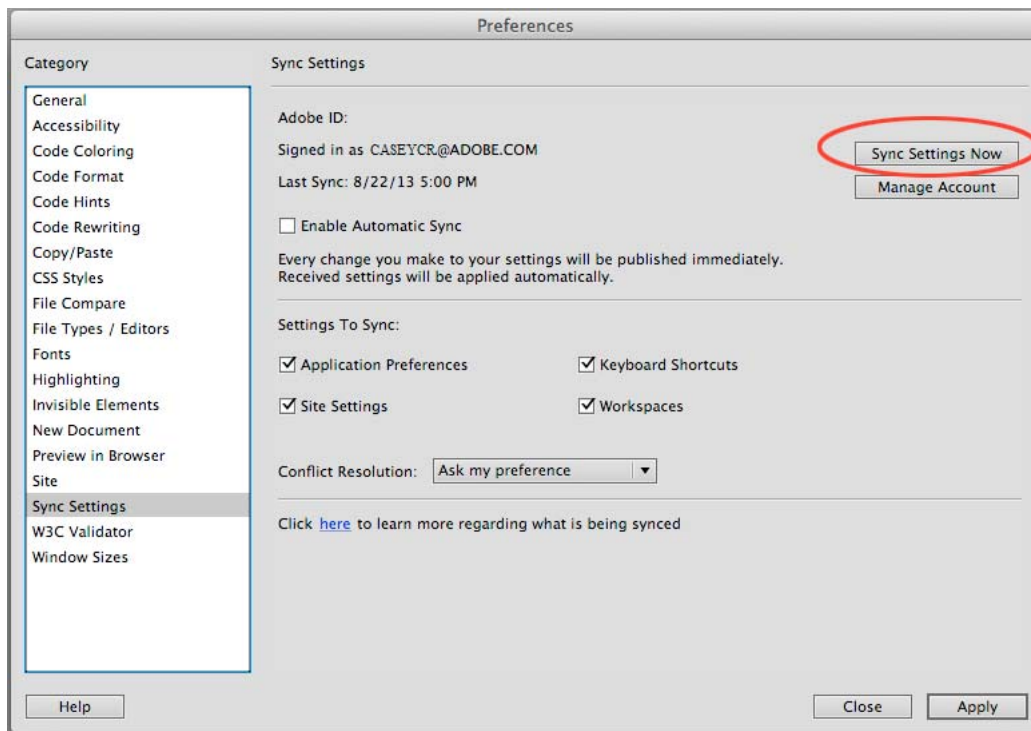 Preferences
Category
General
Accessibility
Code Coloring
Code Format
Code Hints
Code Rewriting
Copy/Paste
CSS Styles
File Compare
File Types / Editors
Fonts
Highlighting
Invisible Elements
New Document
Preview in Browser
Site
Sync Settings
W3C Validator
Window Sizes
Sync Settings
Adobe ID:
Signed in as CASEYCR@ADOBE.COM
Sync Settings Now
Last Sync: 8/22/13 5:00 PM
Manage Account
Enable Automatic Sync
Every change you make to your settings will be published immediately.
Received settings will be applied automatically.
Settings To Sync:
Application Preferences
Keyboard Shortcuts
Site Settings
Workspaces
Conflict Resolution: Ask my preference
Click here to learn more regarding what is being synced
Help
Close
Apply